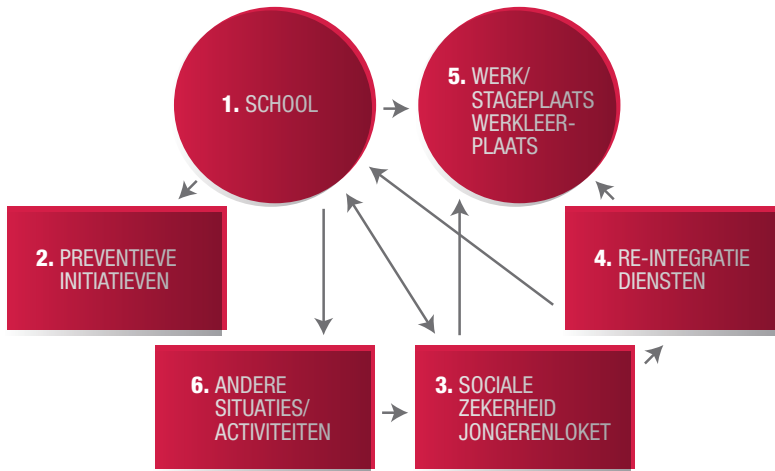 1. SCHOOL
5. WERK/
STAGEPLAATS
WERKLEER-
PLAATS
2. PREVENTIEVE
INITIATIEVEN
4. RE-INTEGRATIE
DIENSTEN
6. ANDERE
SITUATIES/
ACTIVITEITEN
3. SOCIALE
ZEKERHEID
JONGERENLOKET